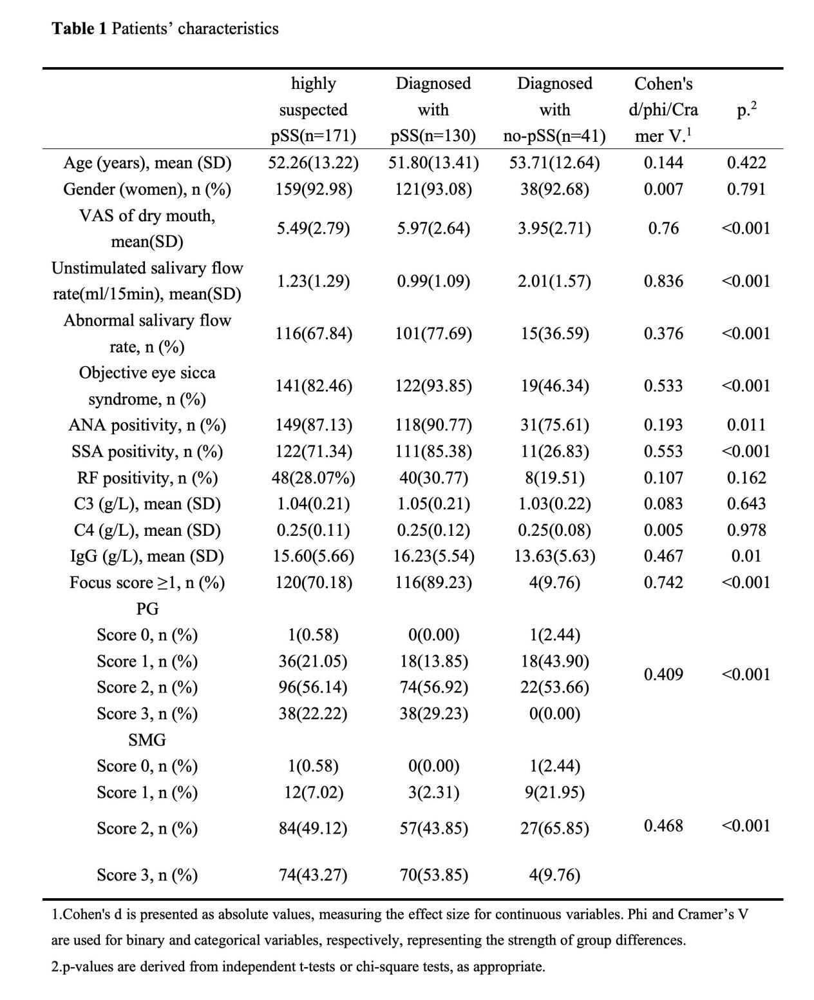 Table 1 Patients’ characteristics
highly suspected pSS(n=171) Diagnosed with pSS(n=130) Diagnosed with no-pSS(n=41) Cohen's d/phi/Cra mer V.1 p.2
Age (years), mean (SD) 52.26(13.22) 51.80(13.41) 53.71(12.64) 0.144 0.422
Gender (women), n (%) 159(92.98) 121(93.08) 38(92.68) 0.007 0.791
VAS of dry mouth, mean(SD) 5.49(2.79) 5.97(2.64) 3.95(2.71) 0.76 <0.001
Unstimulated salivary flow rate(ml/15min), mean(SD) 1.23(1.29) 0.99(1.09) 2.01(1.57) 0.836 <0.001
Abnormal salivary flow rate, n (%) 116(67.84) 101(77.69) 15(36.59) 0.376 <0.001
Objective eye sicca syndrome, n (%) 141(82.46) 122(93.85) 19(46.34) 0.533 <0.001
ANA positivity, n (%) 149(87.13) 118(90.77) 31(75.61) 0.193 0.011
SSA positivity, n (%) 122(71.34) 111(85.38) 11(26.83) 0.553 <0.001
RF positivity, n (%) 48(28.07%) 40(30.77) 8(19.51) 0.107 0.162
C3 (g/L), mean (SD) 1.04(0.21) 1.05(0.21) 1.03(0.22) 0.083 0.643
C4 (g/L), mean (SD) 0.25(0.11) 0.25(0.12) 0.25(0.08) 0.005 0.978
IgG (g/L), mean (SD) 15.60(5.66) 16.23(5.54) 13.63(5.63) 0.467 0.01
Focus score ≥1, n (%) 120(70.18) 116(89.23) 4(9.76) 0.742 <0.001
PG
Score 0, n (%) 1(0.58) 0(0.00) 1(2.44)
Score 1, n (%) 36(21.05) 18(13.85) 18(43.90)
0.409 <0.001
Score 2, n (%) 96(56.14) 74(56.92) 22(53.66)
Score 3, n (%) 38(22.22) 38(29.23) 0(0.00)
SMG
Score 0, n (%) 1(0.58) 0(0.00) 1(2.44)
Score 1, n (%) 12(7.02) 3(2.31) 9(21.95)
Score 2, n (%) 84(49.12) 57(43.85) 27(65.85) 0.468 <0.001
Score 3, n (%) 74(43.27) 70(53.85) 4(9.76)
1.Cohen's d is presented as absolute values, measuring the effect size for continuous variables. Phi and Cramer’s V
are used for binary and categorical variables, respectively, representing the strength of group differences.
2.p-values are derived from independent t-tests or chi-square tests, as appropriate.